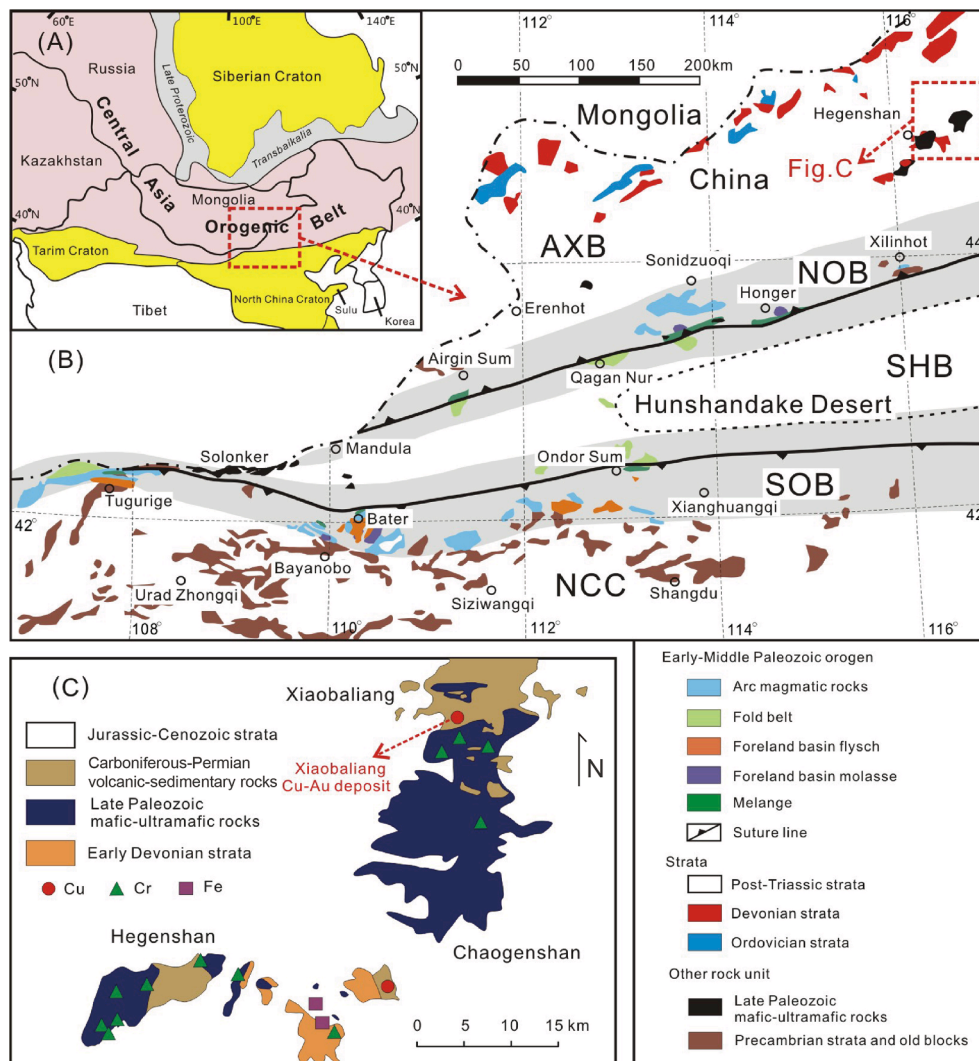 (A)
60°E
100°E
140°E
50°N
50°N
40°N
40°N
Russia
Siberian Craton
Late Proterozoic
Transbaikalia
Central
Asia
Orogenic
Belt
Kazakhstan
Mongolia
Tarim Craton
North China Craton
Tibet
Sulu
Korea
(B)
112°
114°
116°
0 50 100 150 200km
Mongolia
China
Hegenshan
Fig.C
AXB
Sonidzuoqi
Xilinhot
44
NOB
Erenhot
Honger
Airgin Sum
Qagan Nur
SHB
Hunshandake Desert
Mandula
Solonker
Ondor Sum
SOB
Tugurige
Xianghuangqi
42°
42
Bater
Bayanobo
NCC
Urad Zhongqi
Siziwangqi
Shangdu
108°
110°
112°
114°
116°
(C)
Xiaobaliang
Jurassic-Cenozoic strata
Carboniferous-Permian
volcanic-sedimentary rocks
Late Paleozoic
mafic-ultramafic rocks
Early Devonian strata
Cu
Cr
Fe
Xiaobaliang
Cu-Au deposit
N
Hegenshan
Chaogenshan
0 5 10 15 km
Early-Middle Paleozoic orogen
Arc magmatic rocks
Fold belt
Foreland basin flysch
Foreland basin molasse
Melange
Suture line
Strata
Post-Triassic strata
Devonian strata
Ordovician strata
Other rock unit
Late Paleozoic
mafic-ultramafic rocks
Precambrian strata and old blocks